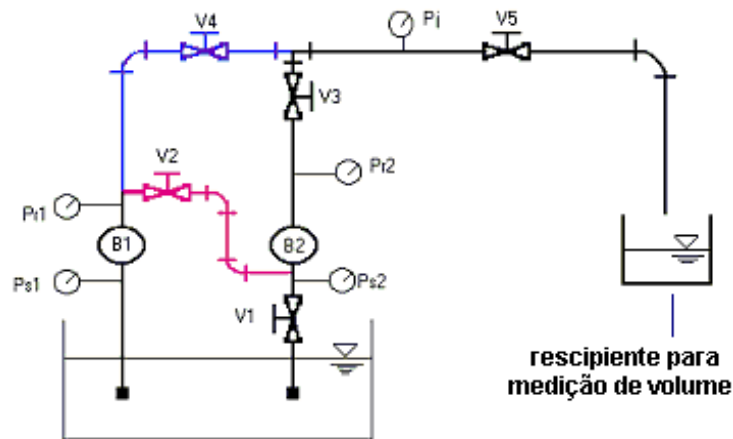 V4
Pi
V5
V3
V2
Pr2
Pr1
B1
B2
Ps1
Ps2
V1
rescipiente para
medição de volume